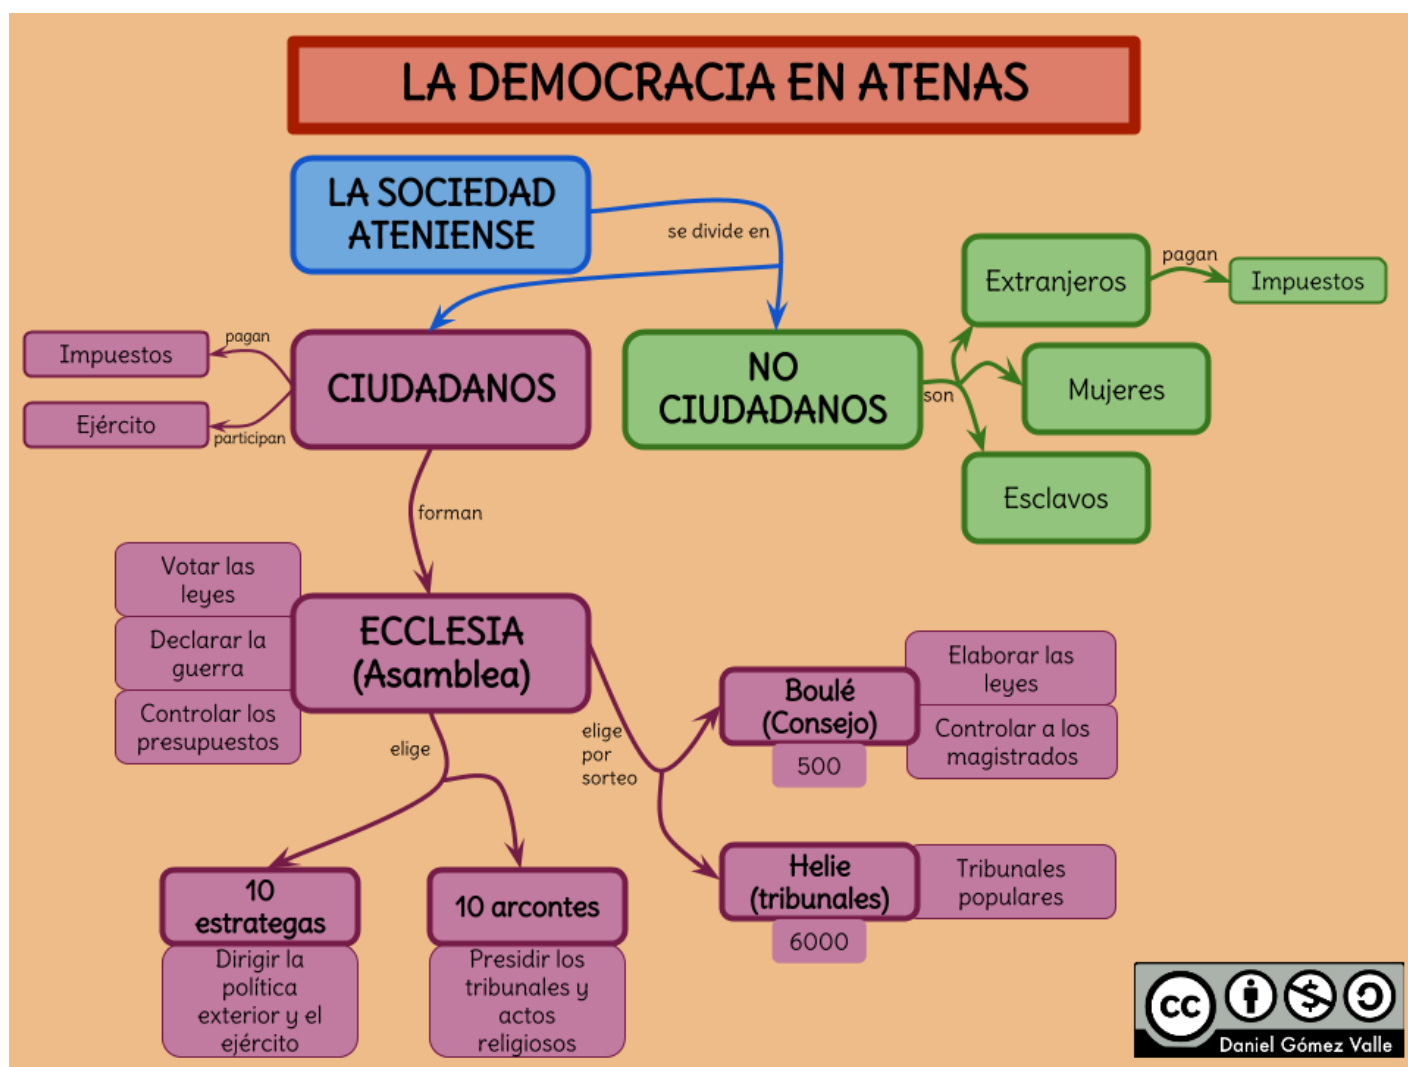 LA DEMOCRACIA EN ATENAS
LA SOCIEDAD
ATENIENSE
se divide en
Extranjeros
pagan
Impuestos
Impuestos
pagan
CIUDADANOS
NO
CIUDADANOS
son
Mujeres
Ejército
participan
Esclavos
forman
Votar las
leyes
Declarar la
guerra
Controlar los
presupuestos
ECCLESIA
(Asamblea)
elige
elige
por
sorteo
Boulé
(Consejo)
500
Elaborar las
leyes
Controlar a los
magistrados
Helie
(tribunales)
6000
Tribunales
populares
10
estrategas
Dirigir la
política
exterior y el
ejército
10 arcontes
Presidir los
tribunales y
actos
religiosos
cc
Daniel Gómez Valle